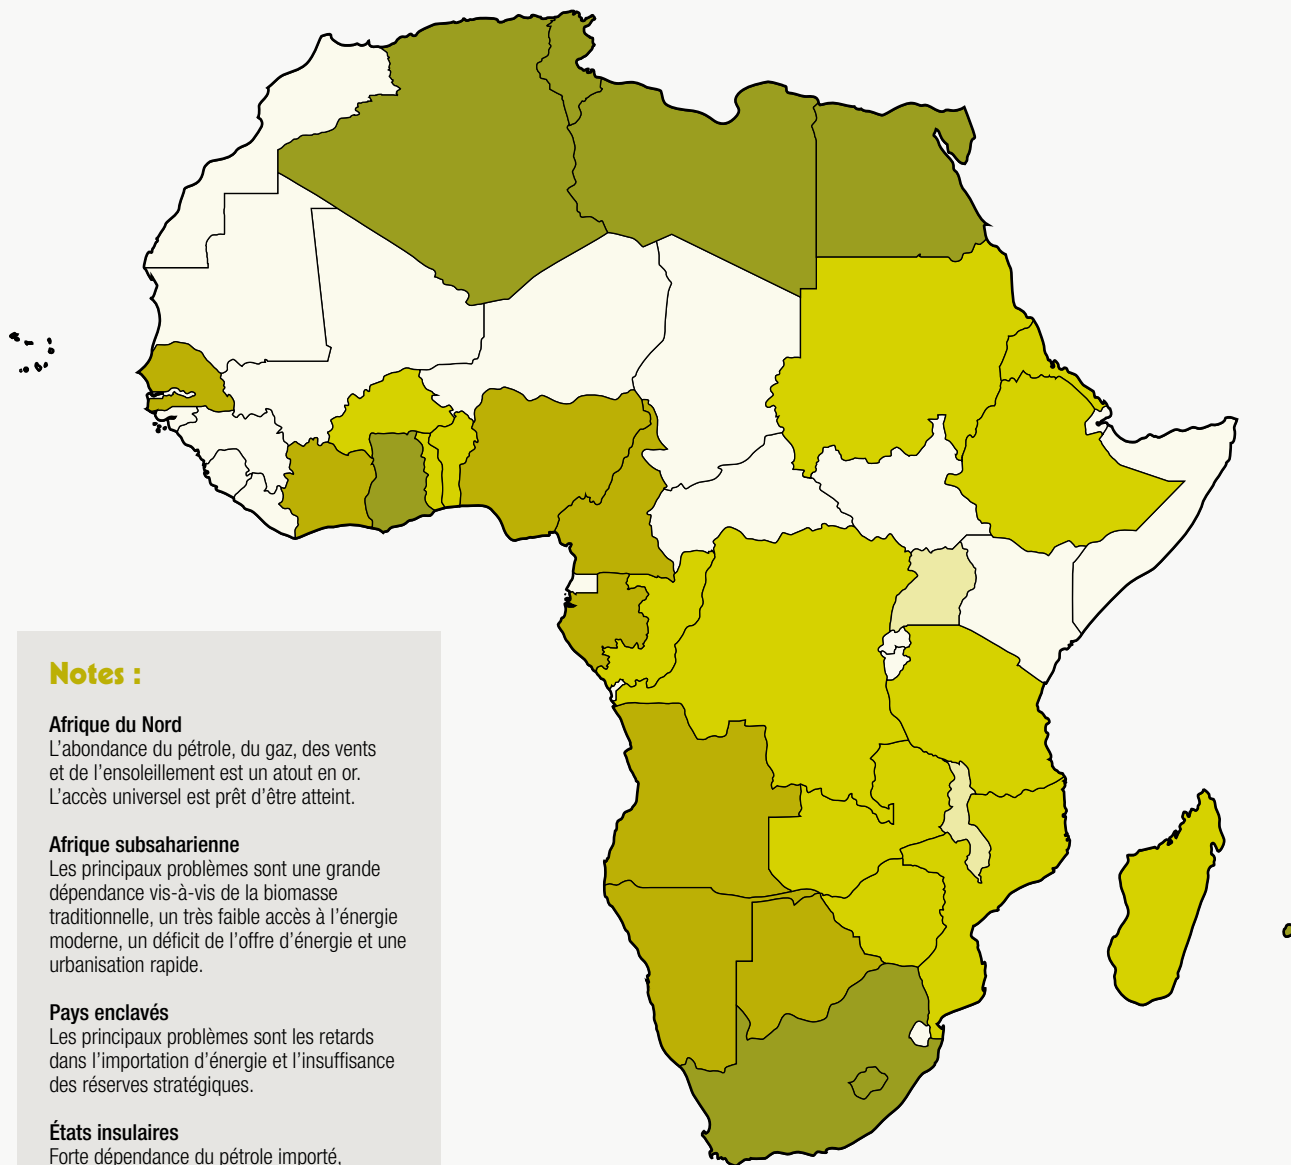 Notes :
Afrique du Nord
L'abondance du pétrole, du gaz, des vents
et de l'ensoleillement est un atout en or.
L'accès universel est prêt d'être atteint.
Afrique subsaharienne
Les principaux problèmes sont une grande
dépendance vis-à-vis de la biomasse
traditionnelle, un très faible accès à l'énergie
moderne, un déficit de l'offre d'énergie et une
urbanisation rapide.
Pays enclavés
Les principaux problèmes sont les retards
dans l'importation d'énergie et l'insuffisance
des réserves stratégiques.
États insulaires
Forte dépendance du pétrole importé,